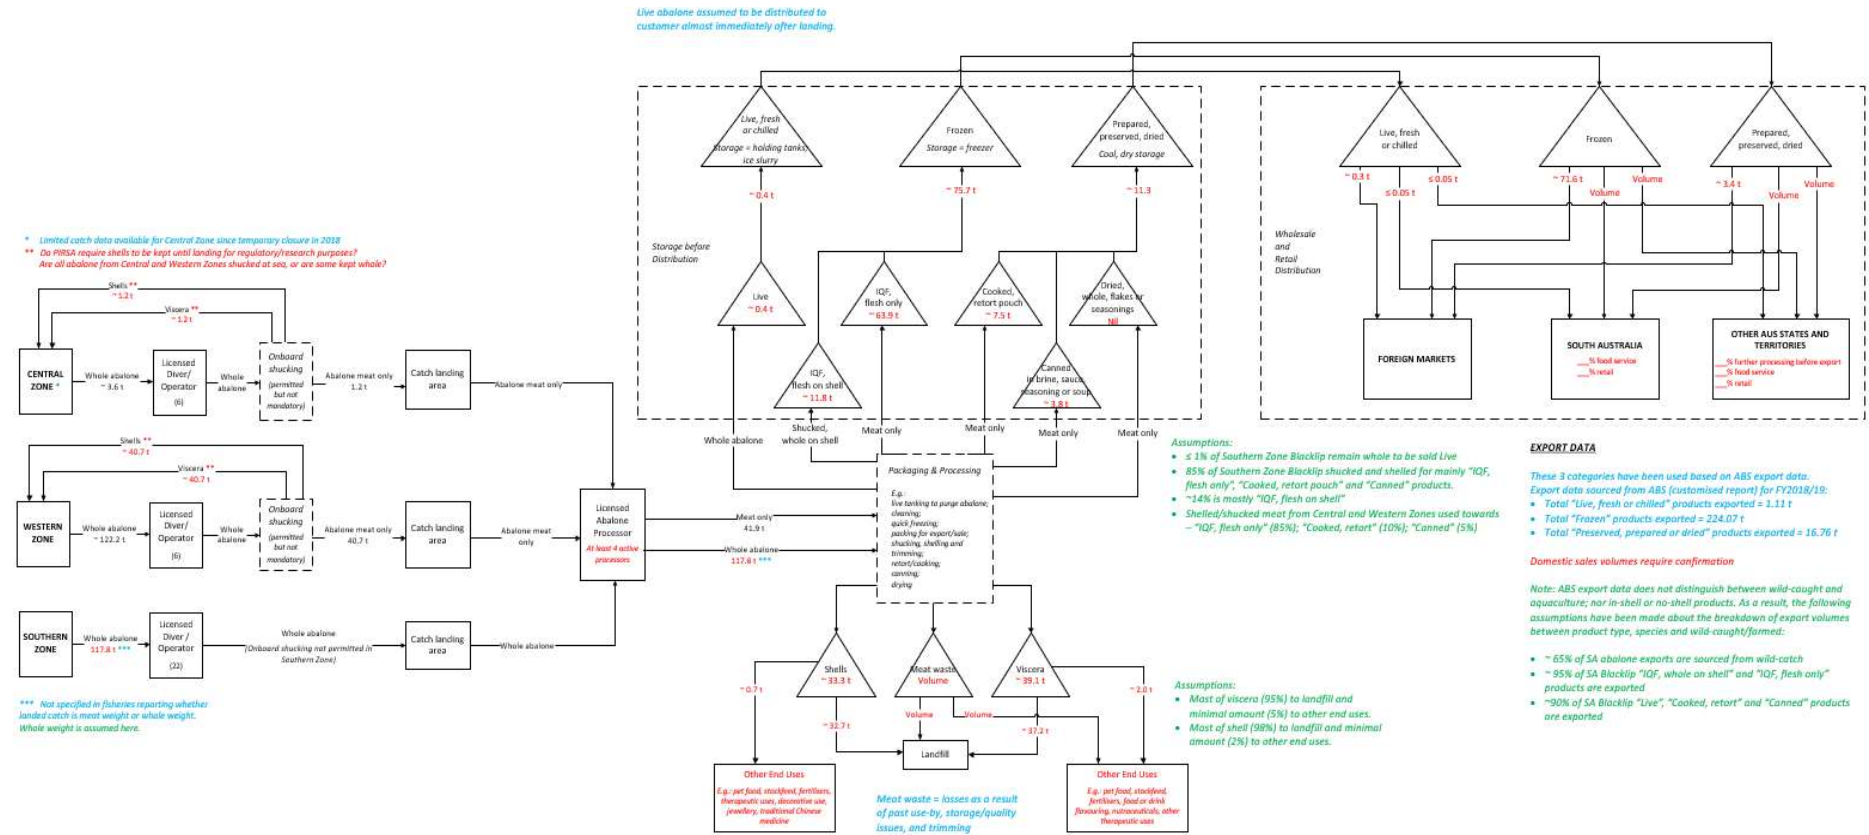 Live abalone assumed to be distributed to
customer almost immediately after landing.
* Limited catch data available for Central Zone since temporary closure in 2018
** Do PIRSA require shells to be kept until landing for regulatory/research purposes?
Are all abalone from Central and Western Zones shucked at sea, or are some kept whole?
Shells **
~ 1.2 t
Viscera **
~ 1.2 t
CENTRAL
ZONE *
Whole abalone
~ 3.6 t
Licensed
Diver/
Operator
(6)
Whole
abalone
Onboard
shucking
(permitted
but not
mandatory)
Abalone meat only
1.2 t
Catch landing
area
Abalone meat only
Shells **
~ 40.7 t
Viscera **
~ 40.7 t
WESTERN
ZONE
Whole abalone
~ 122.2 t
Licensed
Diver/
Operator
(6)
Whole
abalone
Onboard
shucking
(permitted
but not
mandatory)
Abalone meat only
40.7 t
Catch landing
area
Abalone meat
only
SOUTHERN
ZONE
Whole abalone
117.8 t ***
Licensed
Diver /
Operator
(22)
Whole abalone
(Onboard shucking not permitted in
Southern Zone)
Catch landing
area
Whole abalone
*** Not specified in fisheries reporting whether
landed catch is meat weight or whole weight.
Whole weight is assumed here.
Licensed
Abalone
Processor
At least 4 active
processors
Meat only
41.9 t
Whole abalone
117.8 t ***
Storage before
Distribution
Live, fresh
or chilled
Storage = holding tanks,
ice slurry
~ 0.4 t
Live
~ 0.4 t
Frozen
Storage = freezer
~ 75.7 t
IQF,
flesh only
~ 63.9 t
IQF,
flesh on shell
~ 11.8 t
Prepared,
preserved, dried
Cool, dry storage
~ 11.3
Cooked,
retort pouch
~ 7.5 t
Dried,
whole, flakes or
seasonings
Nil
Canned
in brine, sauce,
seasoning or soup
~ 3.8 t
Whole abalone
Shucked,
whole on shell
Meat only
Meat only
Meat only
Meat only
Packaging & Processing
E.g.:
live tanking to purge abalone;
cleaning;
quick freezing;
packing for export/sale;
shucking, shelling and
trimming;
retort/cooking;
canning;
drying
Shells
~ 33.3 t
Meat waste
Volume
Viscera
~ 39.1 t
~ 0.7 t
~ 32.7 t
Volume
Volume
~ 37.2 t
~ 2.0 t
Landfill
Other End Uses
E.g.: pet food, stockfeed, fertilisers,
therapeutic uses, decorative use,
jewellery, traditional Chinese
medicine
Meat waste = losses as a result
of past use-by, storage/quality
issues, and trimming
Other End Uses
E.g.: pet food, stockfeed,
fertilisers, food or drink
flavouring, nutraceuticals, other
therapeutic uses
Assumptions:
• ≤ 1% of Southern Zone Blacklip remain whole to be sold Live
• 85% of Southern Zone Blacklip shucked and shelled for mainly "IQF,
flesh only", "Cooked, retort pouch" and "Canned" products.
• ~14% is mostly "IQF, flesh on shell"
• Shelled/shucked meat from Central and Western Zones used towards
– "IQF, flesh only" (85%); "Cooked, retort" (10%); "Canned" (5%)
Assumptions:
• Most of viscera (95%) to landfill and
minimal amount (5%) to other end uses.
• Most of shell (98%) to landfill and minimal
amount (2%) to other end uses.
Wholesale
and
Retail
Distribution
Live, fresh
or chilled
~ 0.3 t
≤ 0.05 t
≤ 0.05 t
Frozen
~ 71.6 t
Volume
Volume
Prepared,
preserved, dried
~ 3.4 t
Volume
Volume
FOREIGN MARKETS
SOUTH AUSTRALIA
___% food service
___% retail
OTHER AUS STATES AND
TERRITORIES
___% further processing before export
___% food service
___% retail
EXPORT DATA
These 3 categories have been used based on ABS export data.
Export data sourced from ABS (customised report) for FY2018/19:
• Total "Live, fresh or chilled" products exported = 1.11 t
• Total "Frozen" products exported = 224.07 t
• Total "Preserved, prepared or dried" products exported = 16.76 t
Domestic sales volumes require confirmation
Note: ABS export data does not distinguish between wild-caught and
aquaculture; nor in-shell or no-shell products. As a result, the following
assumptions have been made about the breakdown of export volumes
between product type, species and wild-caught/farmed:
• ~ 65% of SA abalone exports are sourced from wild-catch
• ~ 95% of SA Blacklip "IQF, whole on shell" and "IQF, flesh only"
products are exported
• ~90% of SA Blacklip "Live", "Cooked, retort" and "Canned" products
are exported